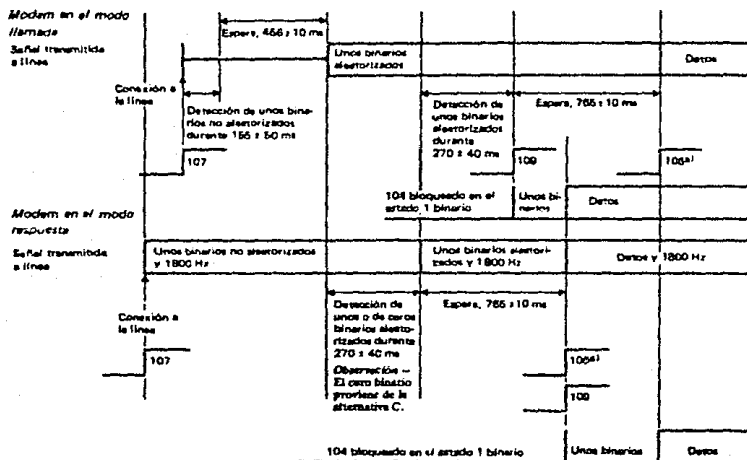 Modem en el modo
llamada
Señal transmitida
a línea
Espera, 456 ± 10 ms
Unos binarios
aleatorizados
Datos
Conexión a
la línea
Detección de unos bina-
rios no aleatorizados
durante 155 ± 50 ms
107
Detección de
unos binarios
aleatorizados
durante
270 ± 40 ms
Espera, 765 ± 10 ms
109
106a)
104 bloqueado en el
estado 1 binario
Unos bi-
narios
Datos
Modem en el modo
respuesta
Señal transmitida
a línea
Unos binarios no aleatorizados
y 1800 Hz
Unos binarios aleatori-
zados y 1800 Hz
Datos y 1800 Hz
Conexión a
la línea
107
Detección de
unos o de ceros
binarios aleato-
rizados durante
270 ± 40 ms
Observación —
El cero binario
proviene de la
alternativa C.
Espera, 765 ± 10 ms
106a)
109
104 bloqueado en el estado 1 binario
Unos binarios
Datos